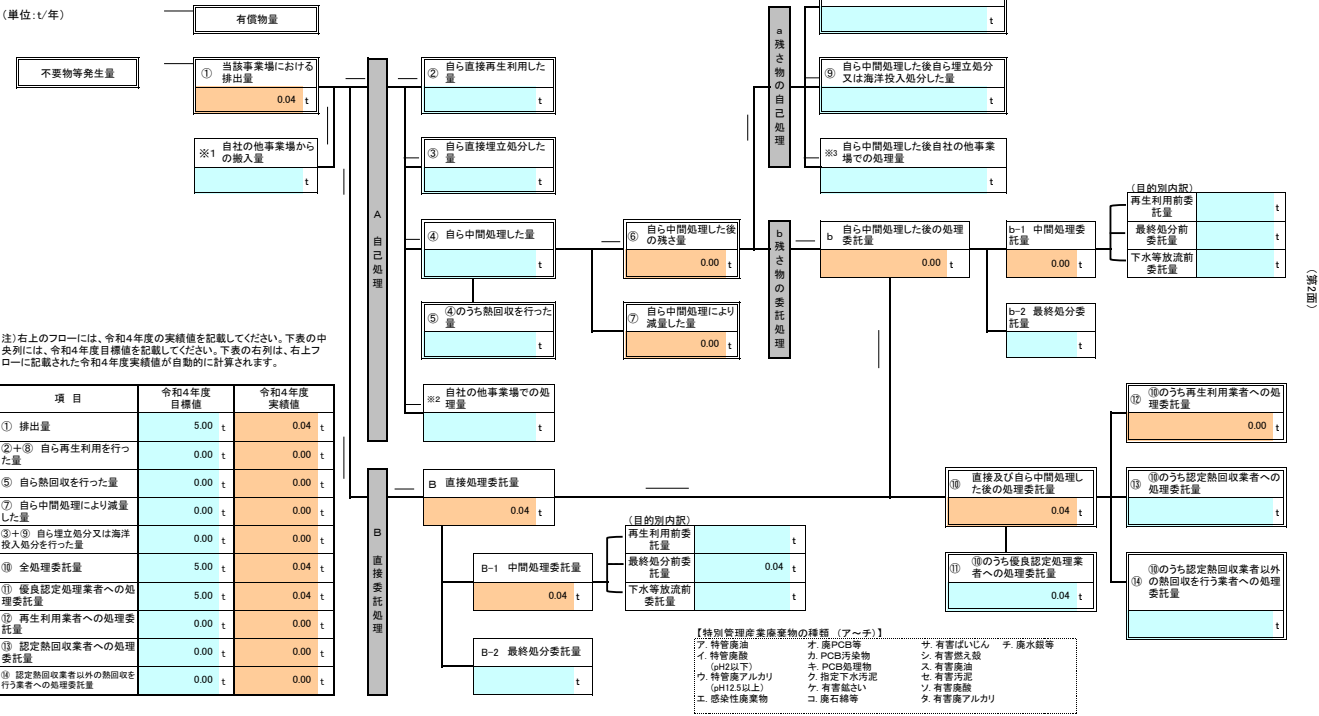 (単位:t/年)
有償物量
不要物等発生量
① 当該事業場における
排出量
0.04 t
※1 自社の他事業場から
の搬入量
t
A 自己処理
② 自ら直接再生利用した
量
t
③ 自ら直接埋立処分した
量
t
④ 自ら中間処理した量
t
⑤ ④のうち熱回収を行った
量
t
※2 自社の他事業場での処
理量
t
⑥ 自ら中間処理した後
の残さ量
0.00 t
⑦ 自ら中間処理により
減量した量
0.00 t
a 残さ物の自己処理
t
⑨ 自ら中間処理した後自ら埋立処分
又は海洋投入処分した量
t
※3 自ら中間処理した後自社の他事業
場での処理量
t
b 残さ物の委託処理
b 自ら中間処理した後の処理
委託量
0.00 t
b-1 中間処理委
託量
0.00 t
(目的別内訳)
再生利用前委
託量
t
最終処分前
委託量
t
下水等放流前
委託量
t
b-2 最終処分委
託量
t
(第2面)
注)右上のフローには、令和4年度の実績値を記載してください。下表の中
央列には、令和4年度目標値を記載してください。下表の右列は、右上フ
ローに記載された令和4年度実績値が自動的に計算されます。
項 目 令和4年度 令和4年度
目標値 実績値
① 排出量 5.00 t 0.04 t
②+⑧ 自ら再生利用を行っ
た量 0.00 t 0.00 t
⑤ 自ら熱回収を行った量 0.00 t 0.00 t
⑦ 自ら中間処理により減量
した量 0.00 t 0.00 t
③+⑨ 自ら埋立処分又は海洋
投入処分を行った量 0.00 t 0.00 t
⑩ 全処理委託量 5.00 t 0.04 t
⑪ 優良認定処理業者への処
理委託量 5.00 t 0.04 t
⑫ 再生利用業者への処理委
託量 0.00 t 0.00 t
⑬ 認定熱回収業者への処理
委託量 0.00 t 0.00 t
⑭ 認定熱回収業者以外の熱回収を
行う業者への処理委託量 0.00 t 0.00 t
B 直接委託処理
B 直接処理委託量
0.04 t
B-1 中間処理委託量
0.04 t
(目的別内訳)
再生利用前委
託量
t
最終処分前委
託量
0.04 t
下水等放流前
委託量
t
B-2 最終処分委託量
t
⑩ 直接及び自ら中間処理し
た後の処理委託量
0.04 t
⑪ ⑩のうち優良認定処理業
者への処理委託量
0.04 t
⑫ ⑩のうち再生利用業者への処
理委託量
0.00 t
⑬ ⑩のうち認定熱回収業者への
処理委託量
t
⑭ ⑩のうち認定熱回収業者以外
の熱回収を行う業者への処理
委託量
t
【特別管理産業廃棄物の種類 (ア~チ)】
ア. 特管廃油 オ. 廃PCB等 サ. 有害ばいじん チ. 廃水銀等
イ. 特管廃酸 カ. PCB汚染物 シ. 有害燃え殻
(pH2以下) キ. PCB処理物 ス. 有害廃油
ウ. 特管廃アルカリ ク. 指定下水汚泥 セ. 有害汚泥
(pH12.5以上) ケ. 有害鉱さい ソ. 有害廃酸
エ. 感染性廃棄物 コ. 廃石綿等 タ. 有害廃アルカリ